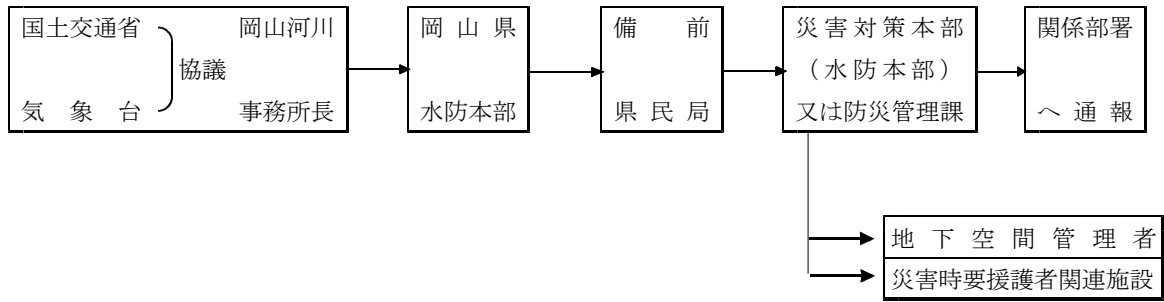 国土交通省 岡山河川
協議
気象台 事務所長
岡山県
水防本部
備前
県民局
災害対策本部
（水防本部）
又は防災管理課
関係部署
へ通報
地下空間管理者
災害時要援護者関連施設